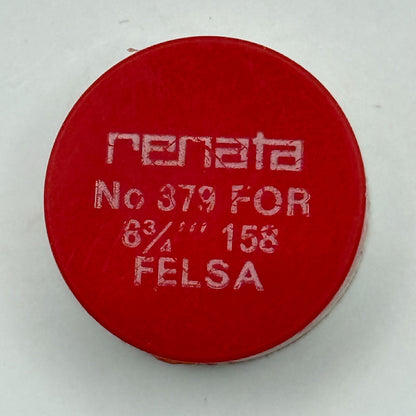 renata
No 379 FOR
8¾''' 158
FELSA